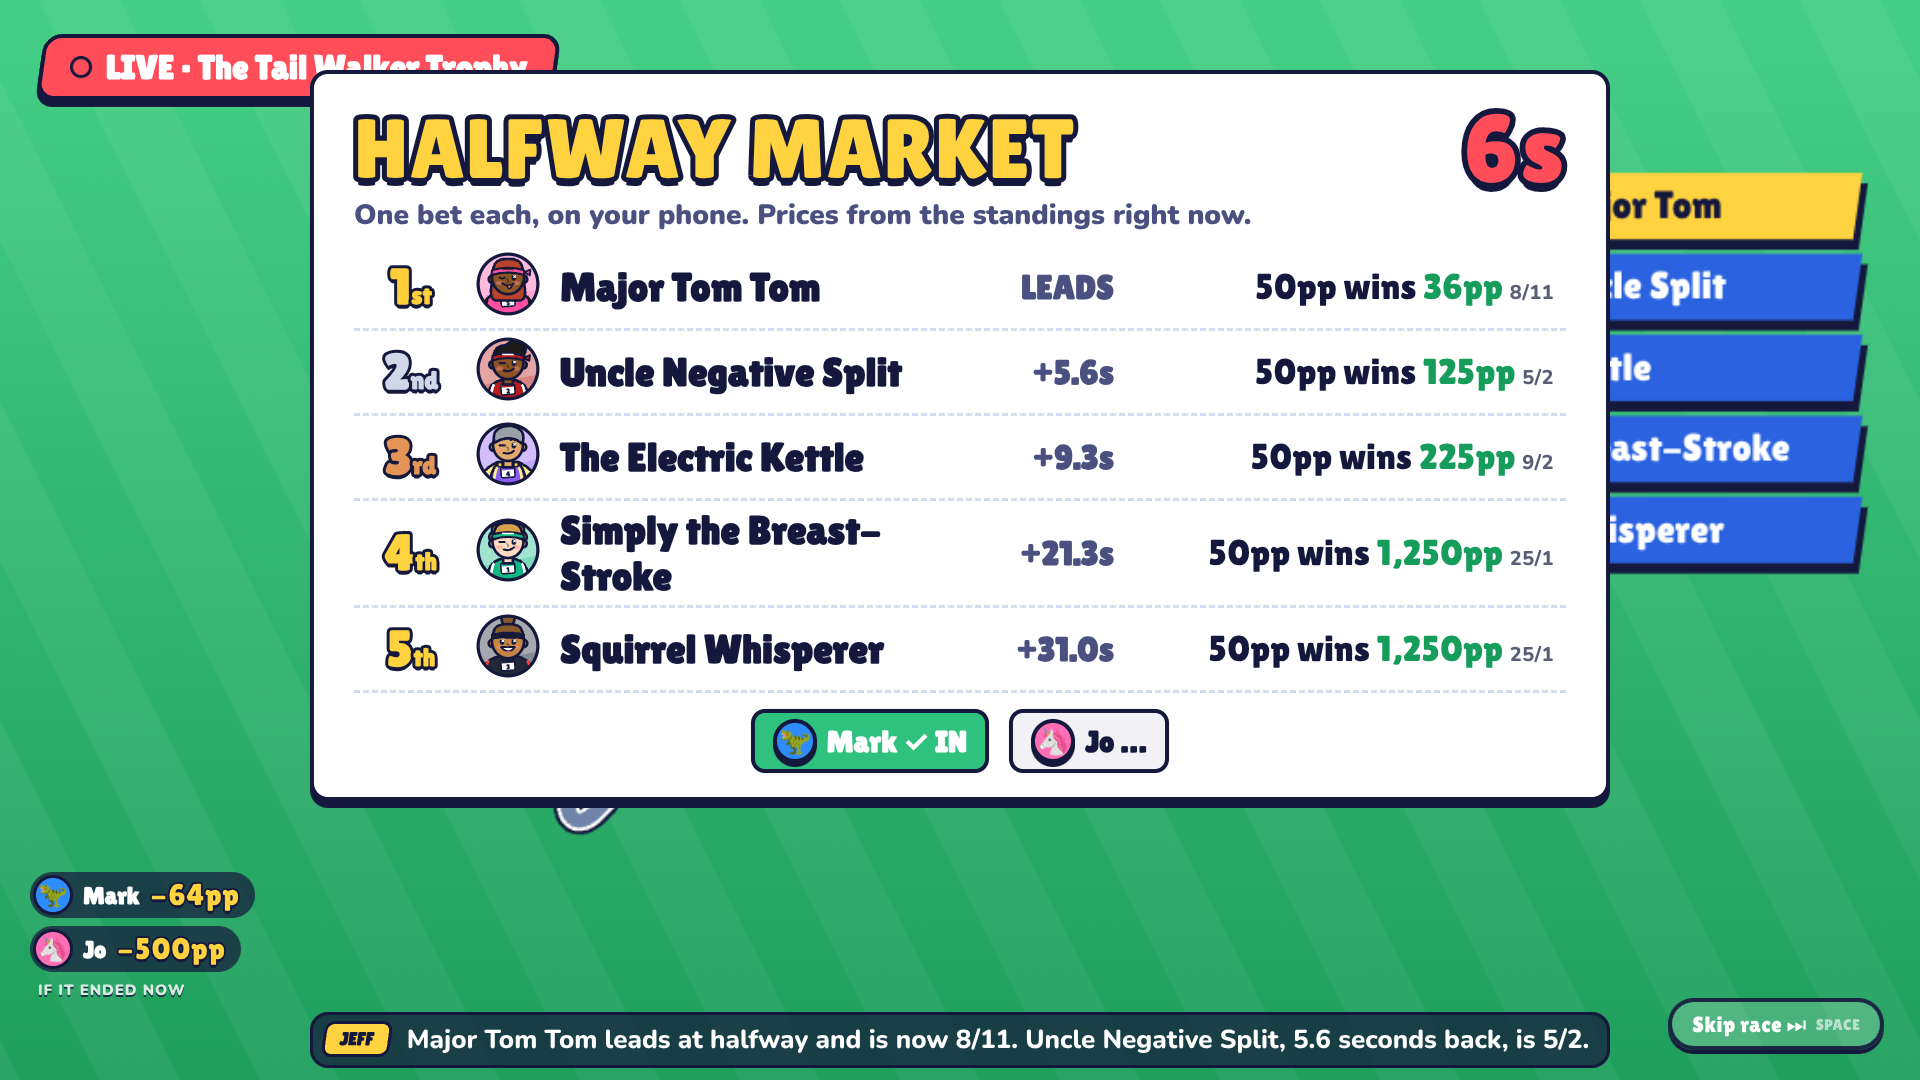 LIVE · The Tail Walker Trophy
HALFWAY MARKET
6s
One bet each, on your phone. Prices from the standings right now.
1st Major Tom Tom LEADS 50pp wins 36pp 8/11
2nd Uncle Negative Split +5.6s 50pp wins 125pp 5/2
3rd The Electric Kettle +9.3s 50pp wins 225pp 9/2
4th Simply the Breast-
Stroke +21.3s 50pp wins 1,250pp 25/1
5th Squirrel Whisperer +31.0s 50pp wins 1,250pp 25/1
Mark ✓ IN
Jo ...
or Tom
le Split
tle
ast-Stroke
isperer
Mark -64pp
Jo -500pp
IF IT ENDED NOW
JEFF Major Tom Tom leads at halfway and is now 8/11. Uncle Negative Split, 5.6 seconds back, is 5/2.
Skip race SPACE